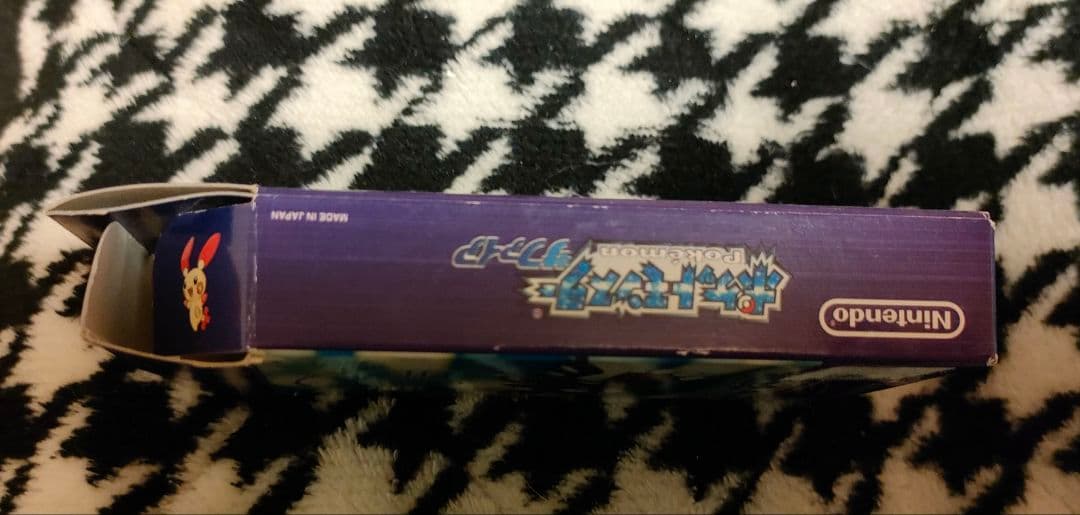 Nintendo®
ポケットモンスター
Pokémon
サファイア
MADE IN JAPAN